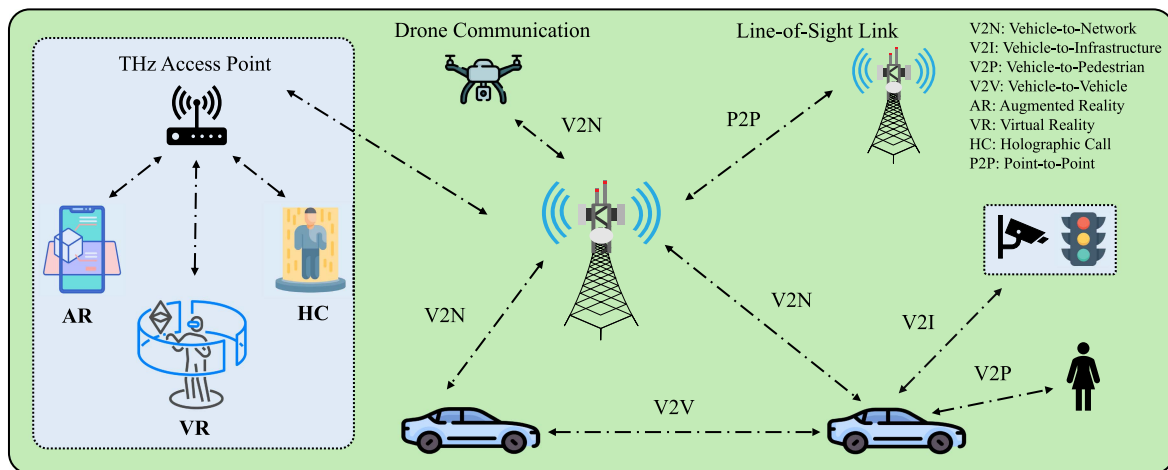 Drone Communication
Line-of-Sight Link
V2N: Vehicle-to-Network
V2I: Vehicle-to-Infrastructure
V2P: Vehicle-to-Pedestrian
V2V: Vehicle-to-Vehicle
AR: Augmented Reality
VR: Virtual Reality
HC: Holographic Call
P2P: Point-to-Point
THz Access Point
V2N
P2P
AR
HC
VR
V2N
V2N
V2I
V2P
V2V